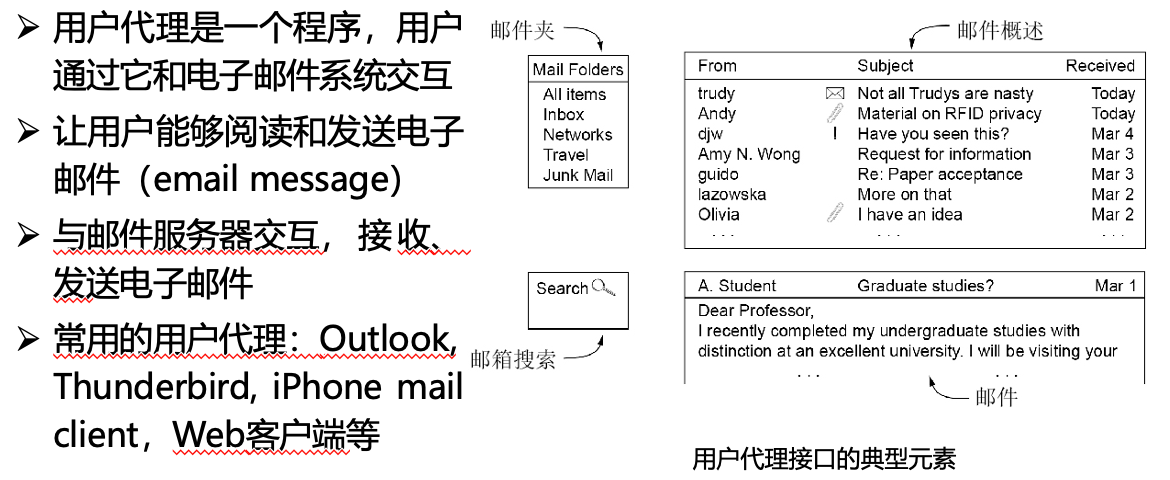 ➢ 用户代理是一个程序，用户
通过它和电子邮件系统交互
➢ 让用户能够阅读和发送电子
邮件（email message）
➢ 与邮件服务器交互，接收、
发送电子邮件
➢ 常用的用户代理：Outlook,
Thunderbird, iPhone mail
client，Web客户端等
邮件夹
Mail Folders
All items
Inbox
Networks
Travel
Junk Mail
Search
邮箱搜索
邮件概述
From Subject Received
trudy Not all Trudys are nasty Today
Andy Material on RFID privacy Today
djw ! Have you seen this? Mar 4
Amy N. Wong Request for information Mar 3
guido Re: Paper acceptance Mar 3
lazowska More on that Mar 2
Olivia I have an idea Mar 2
. . . . . . . . .
A. Student Graduate studies? Mar 1
Dear Professor,
I recently completed my undergraduate studies with
distinction at an excellent university. I will be visiting your
. . . . . .
邮件
用户代理接口的典型元素